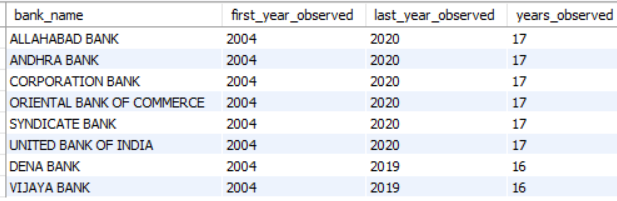 bank_name first_year_observed last_year_observed years_observed
ALLAHABAD BANK 2004 2020 17
ANDHRA BANK 2004 2020 17
CORPORATION BANK 2004 2020 17
ORIENTAL BANK OF COMMERCE 2004 2020 17
SYNDICATE BANK 2004 2020 17
UNITED BANK OF INDIA 2004 2020 17
DENA BANK 2004 2019 16
VIJAYA BANK 2004 2019 16